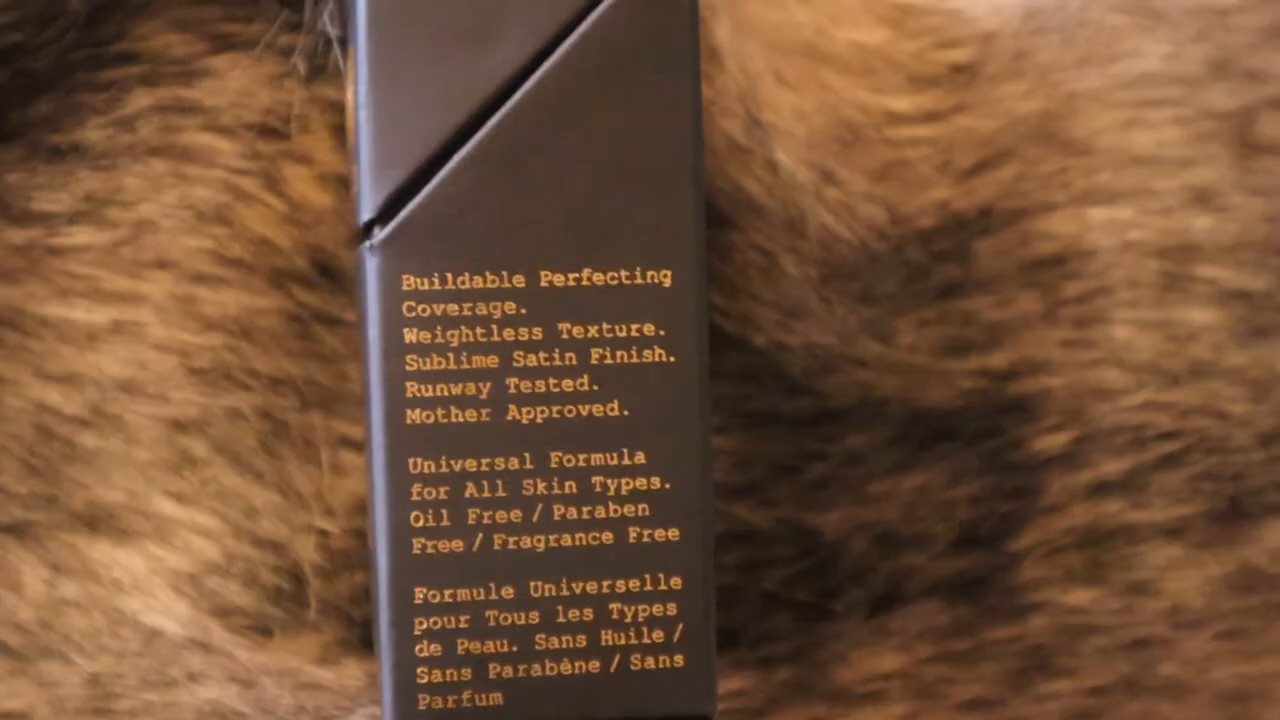 Buildable Perfecting
Coverage.
Weightless Texture.
Sublime Satin Finish.
Runway Tested.
Mother Approved.
Universal Formula
for All Skin Types.
Oil Free / Paraben
Free / Fragrance Free
Formule Universelle
pour Tous les Types
de Peau. Sans Huile /
Sans Parabène / Sans
Parfum